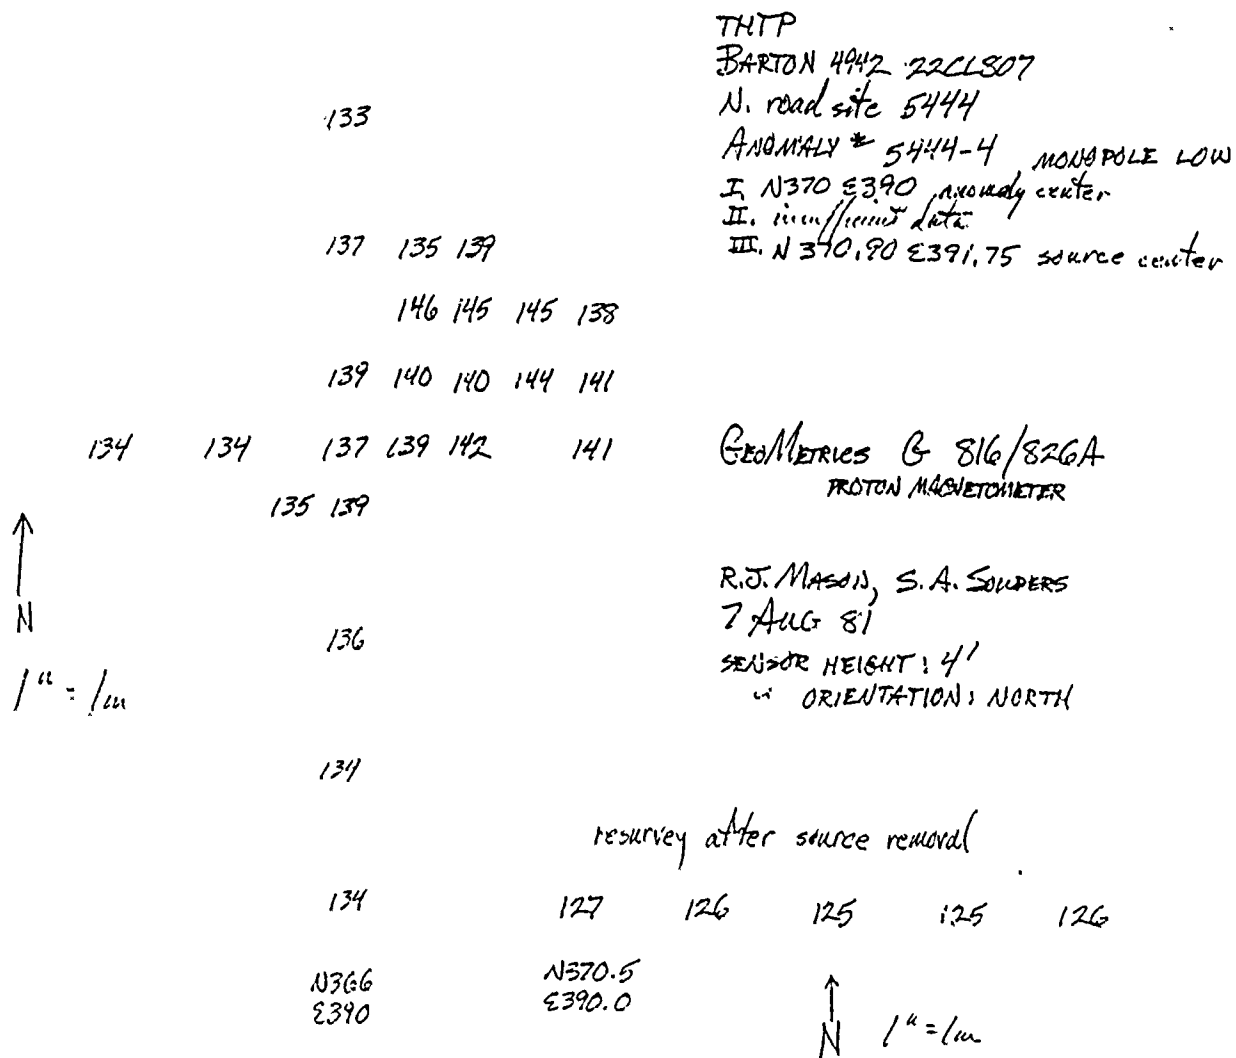 THTP
BARTON 4942 22CL807
N. road site 5444
ANOMALY # 5444-4, MONOPOLE LOW
I. N370 E390 anomaly center
II. insufficient data
III. N 370.90 E391.75 source center
133
137 135 139
146 145 145 138
139 140 140 144 141
134 134 137 139 142 141
135 139
136
134
134
N366
E390
N
1" = 1m
GEOMETRICS G 816/826A
PROTON MAGNETOMETER
R.J. MASON, S.A. SOUDERS
7 AUG 81
SENSOR HEIGHT: 4'
" ORIENTATION: NORTH
resurvey after source removal
127 126 125 125 126
N370.5
E390.0
N
1" = 1m